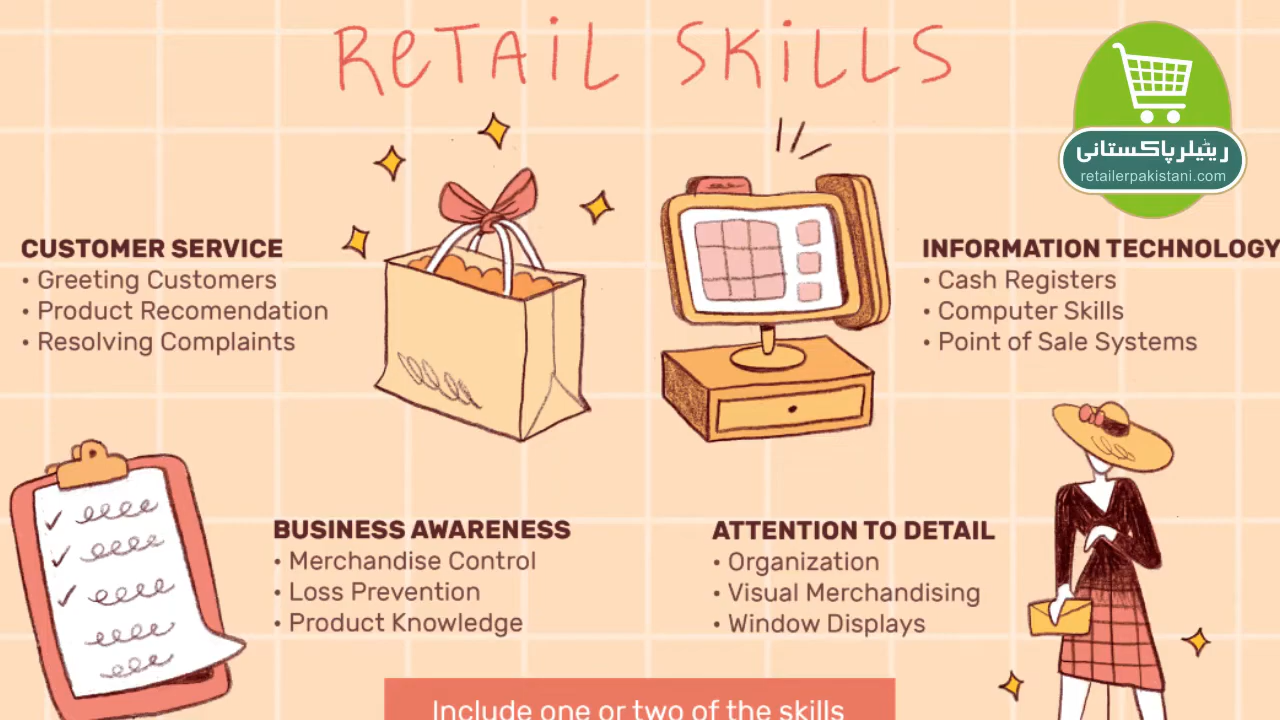 RETAIL SKILLS
ریٹیلر پاکستانی
retailerpakistani.com
CUSTOMER SERVICE
• Greeting Customers
• Product Recomendation
• Resolving Complaints
INFORMATION TECHNOLOGY
• Cash Registers
• Computer Skills
• Point of Sale Systems
BUSINESS AWARENESS
• Merchandise Control
• Loss Prevention
• Product Knowledge
ATTENTION TO DETAIL
• Organization
• Visual Merchandising
• Window Displays
Include one or two of the skills